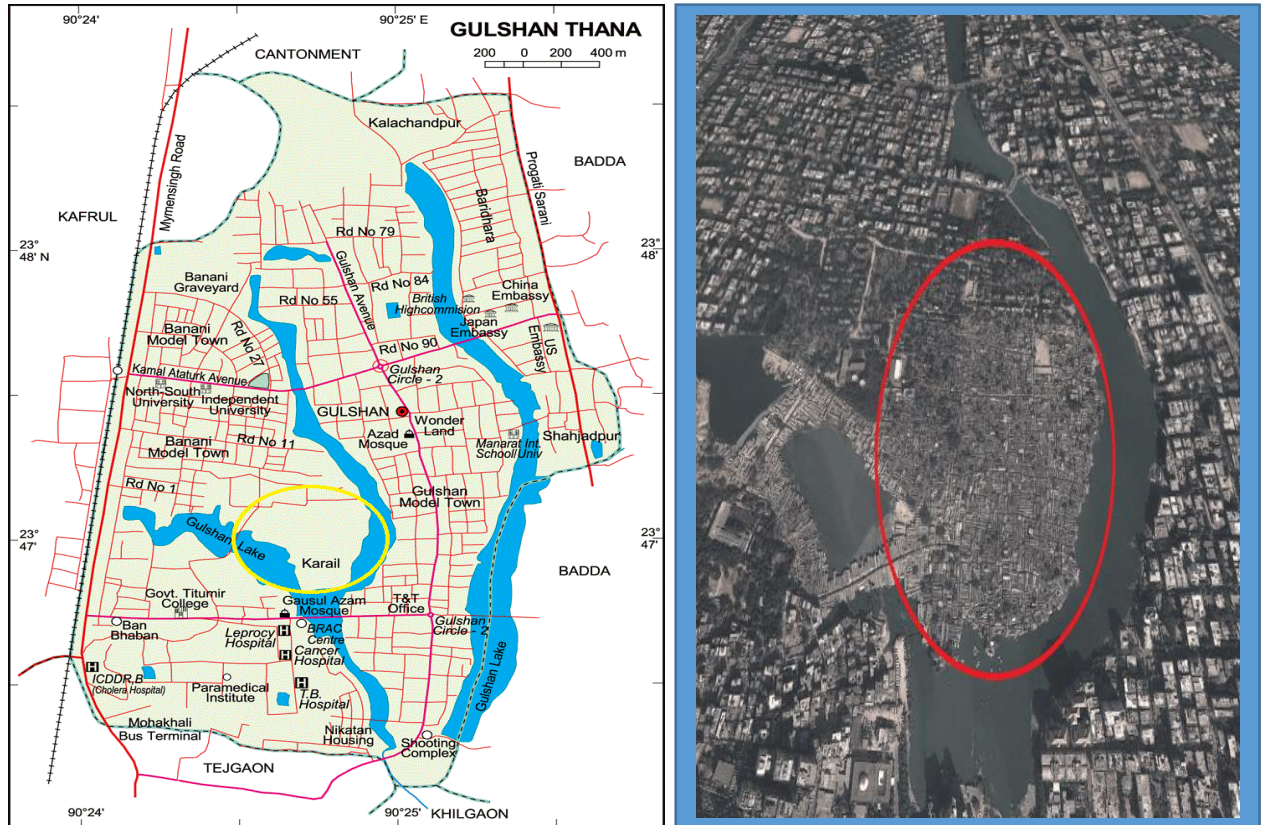 90°24'
90°25' E
GULSHAN THANA
200 0 200 400 m
CANTONMENT
Kalachandpur
BADDA
Mymensingh Road
Progati Sarani
KAFRUL
Baridhara
23°
48' N
23°
48'
Rd No 79
Gulshan Avenue
Banani
Graveyard
Rd No 84
Rd No 55
British
Highcommision
China
Embassy
Japan
Embassy
US
Embassy
Banani
Model Town
Rd No 27
Rd No 90
Kamal Ataturk Avenue
Gulshan
Circle - 2
North-South
University
Independent
University
GULSHAN
Wonder
Land
Azad
Mosque
Banani
Model Town
Rd No 11
Manarat Int.
School/Univ
Shahjadpur
Rd No 1
Gulshan
Model Town
23°
47'
23°
47'
Gulshan Lake
Karail
BADDA
Govt. Titumir
College
Gausul Azam
Mosque
T&T
Office
Ban
Bhaban
Leprocy
Hospital
BRAC
Centre
Gulshan
Circle - 2
Cancer
Hospital
H
H
H
H
ICDDR,B
(Cholera Hospital)
Paramedical
Institute
T.B.
Hospital
Gulshan Lake
Mohakhali
Bus Terminal
Nikatan
Housing
Shooting
Complex
TEJGAON
KHILGAON
90°24'
90°25'